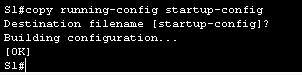 S1#copy running-config startup-config
Destination filename [startup-config]?
Building configuration...
[OK]
S1#